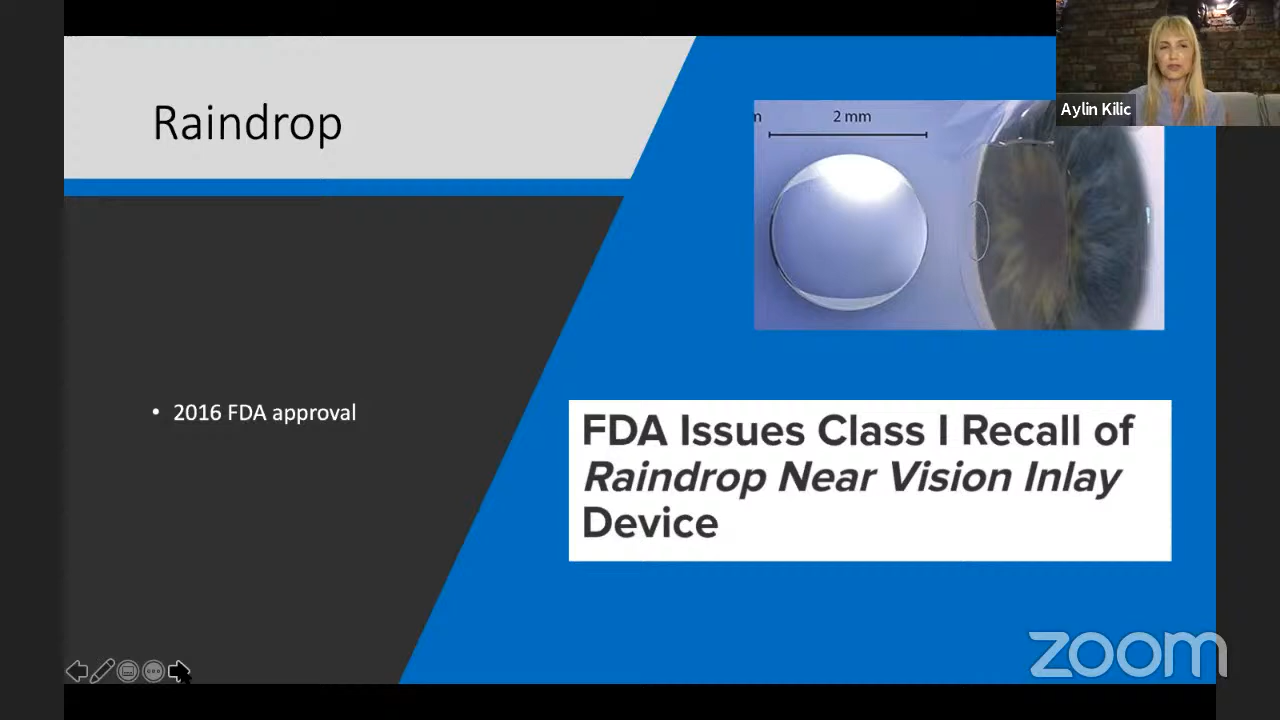 Raindrop
n
2 mm
Aylin Kilic
• 2016 FDA approval
FDA Issues Class I Recall of
Raindrop Near Vision Inlay
Device
zoom